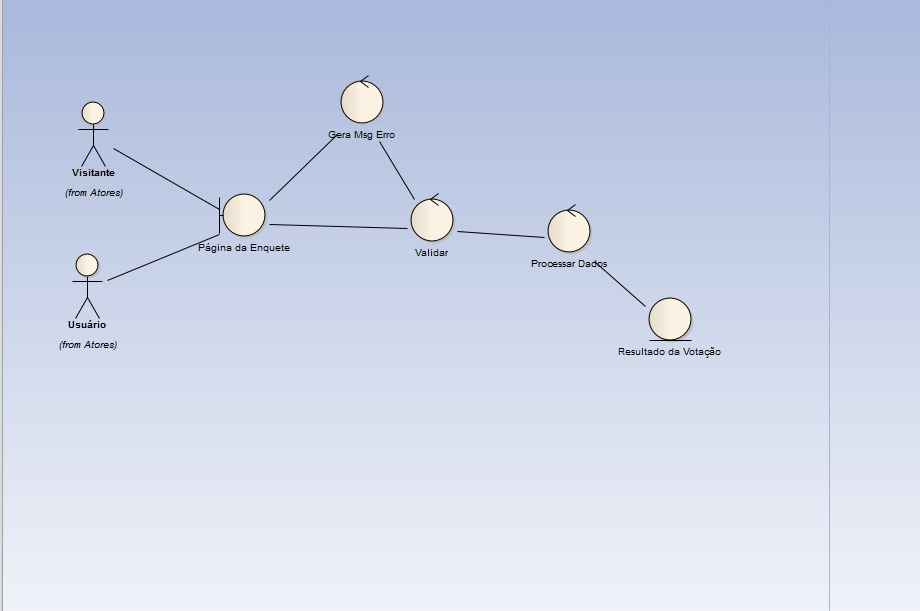 Gera Msg Erro
Visitante
(from Atores)
Página da Enquete
Validar
Processar Dados
Usuário
(from Atores)
Resultado da Votação